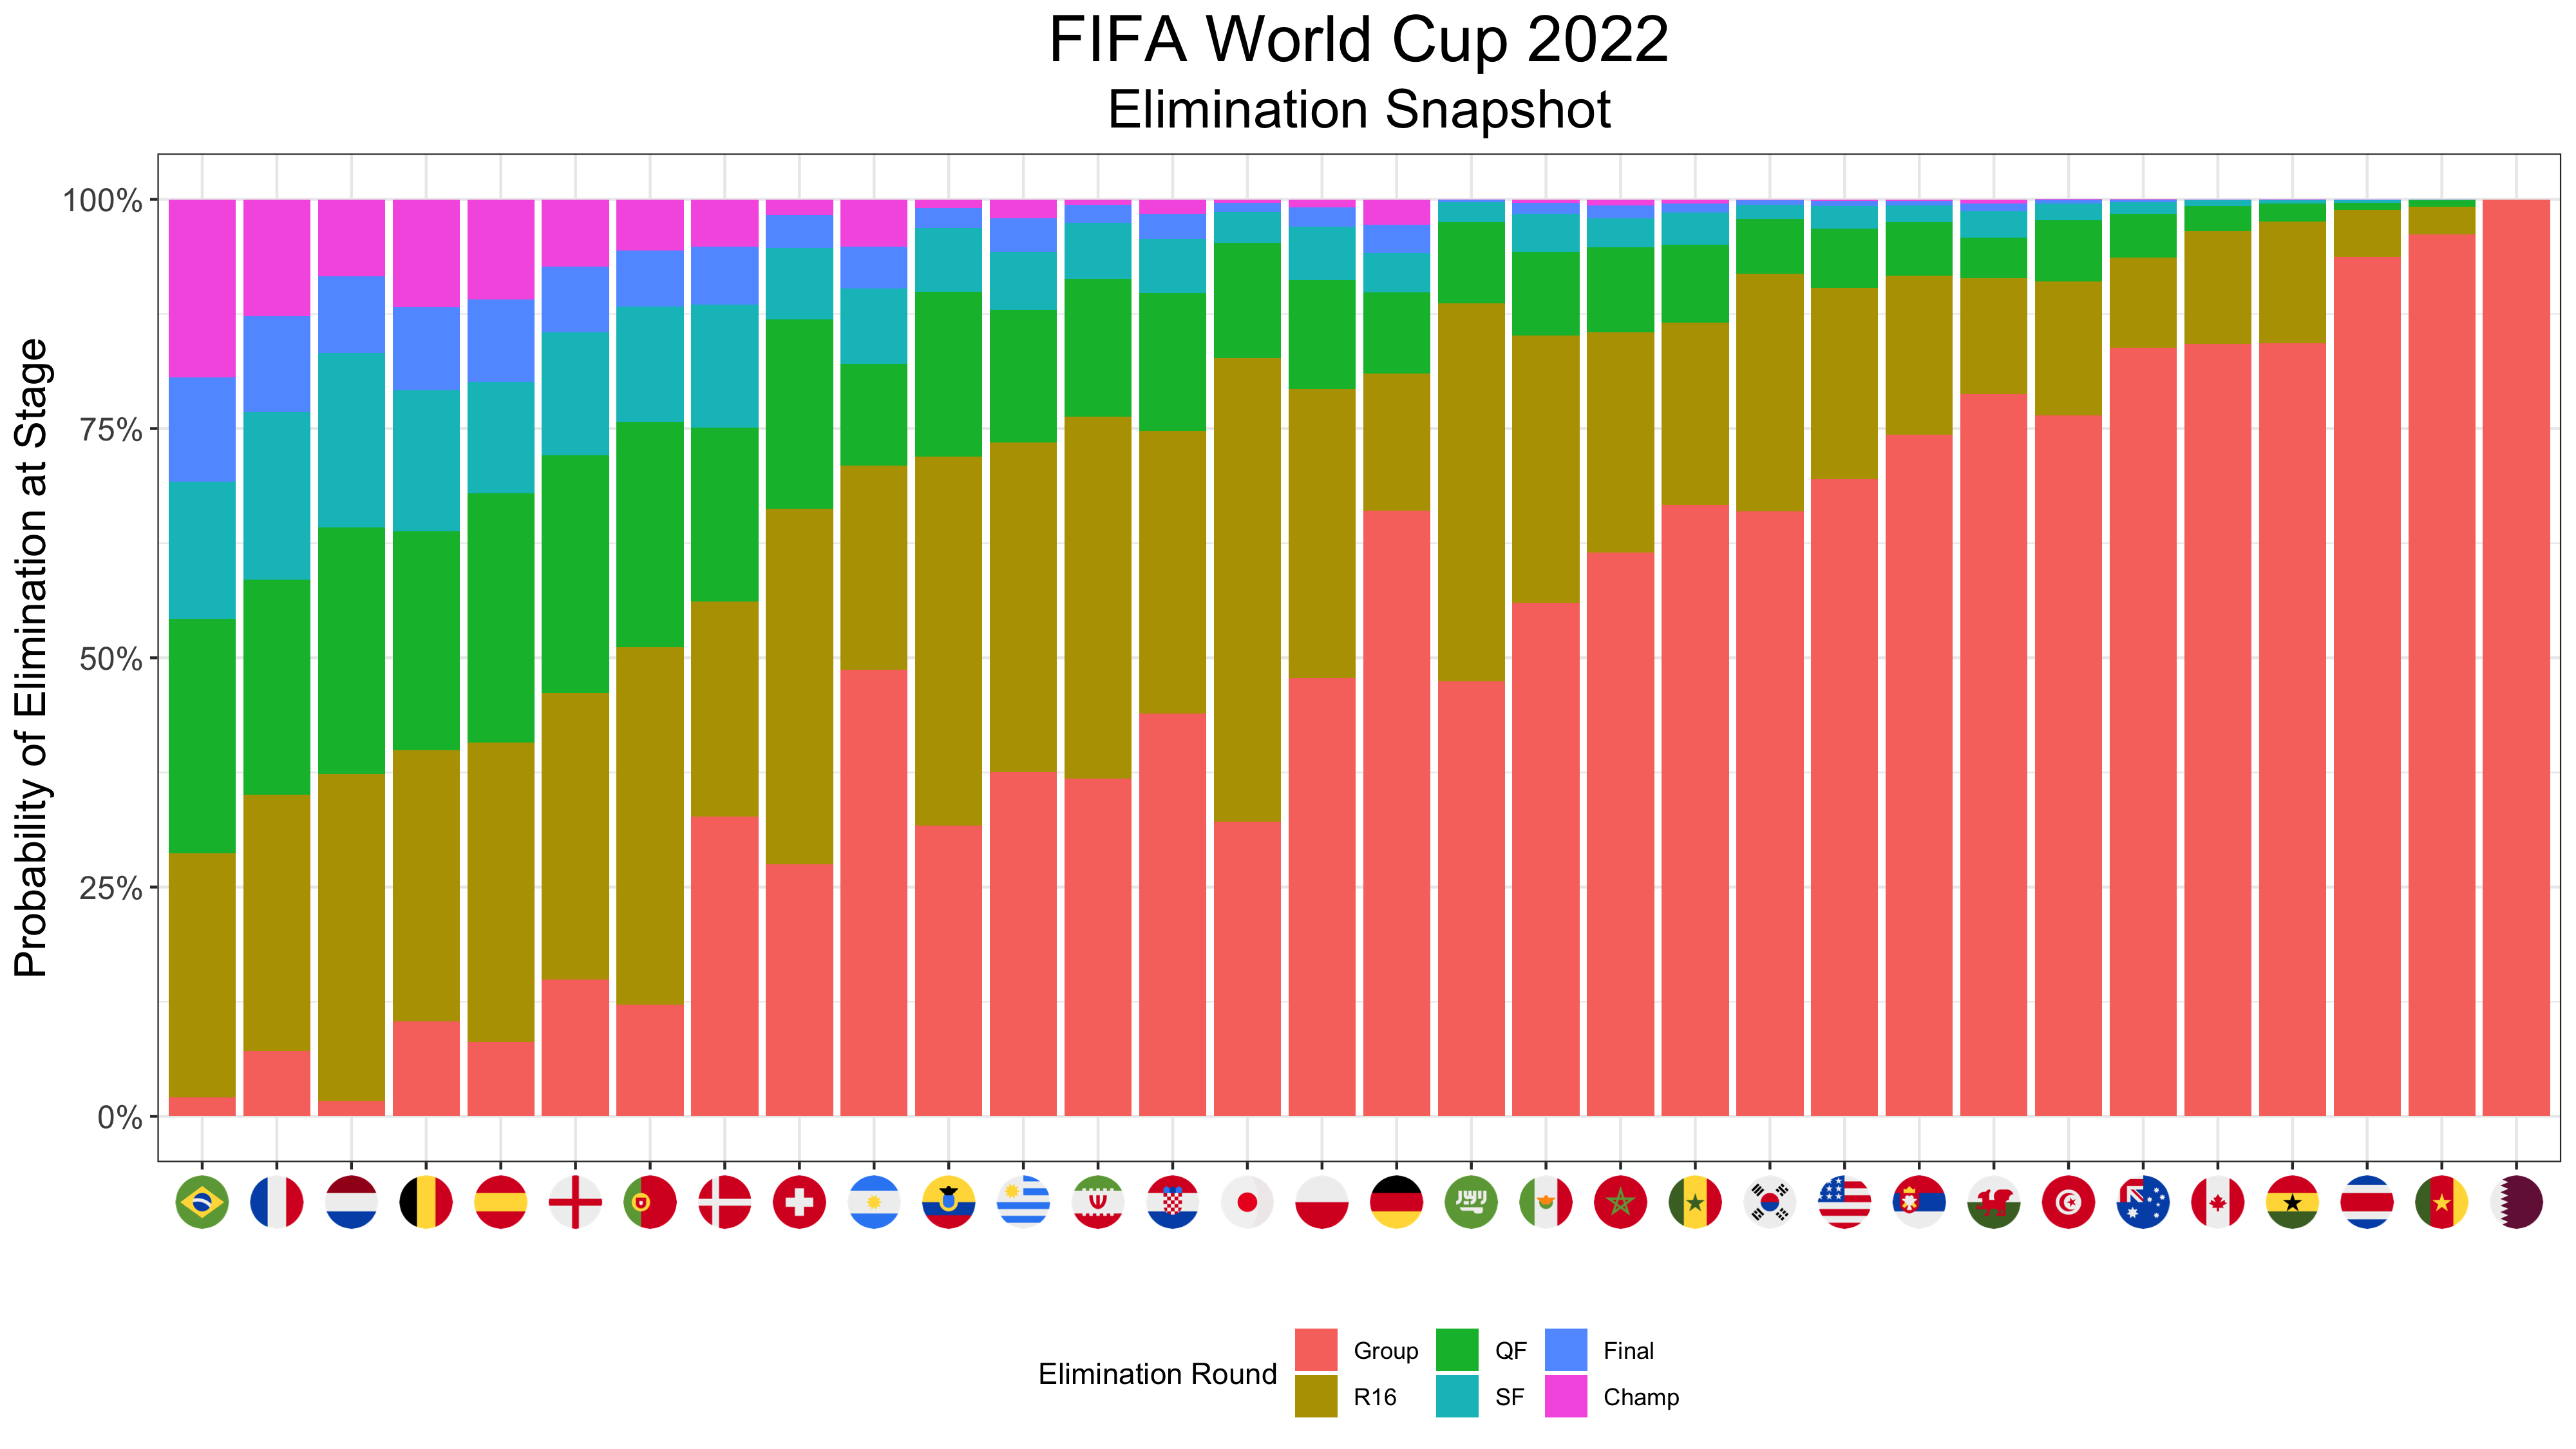 FIFA World Cup 2022
Elimination Snapshot
Probability of Elimination at Stage
100%
75%
50%
25%
0%
Elimination Round
Group
QF
Final
R16
SF
Champ